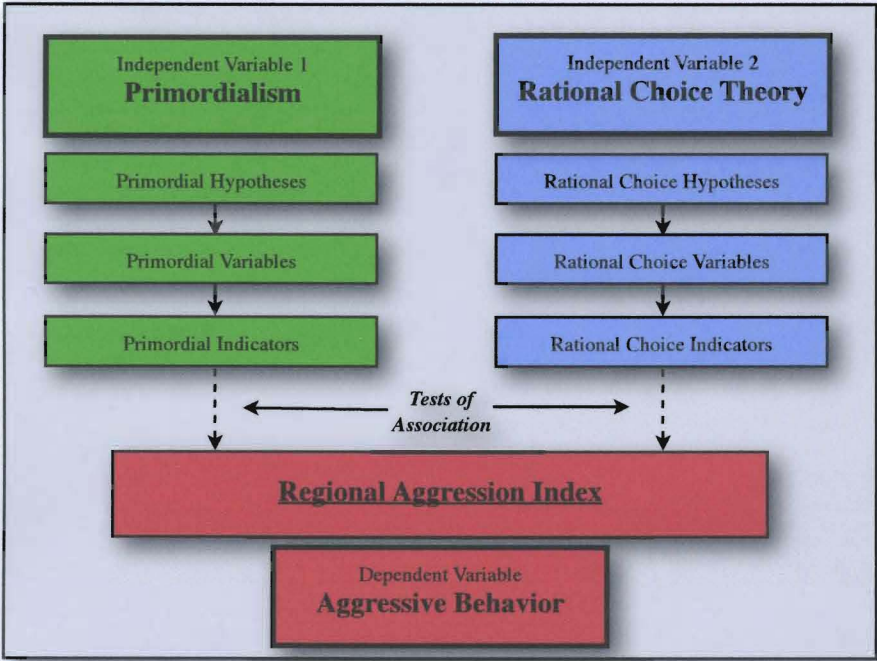 Independent Variable 1
Primordialism
Primordial Hypotheses
Primordial Variables
Primordial Indicators
Independent Variable 2
Rational Choice Theory
Rational Choice Hypotheses
Rational Choice Variables
Rational Choice Indicators
Tests of
Association
Regional Aggression Index
Dependent Variable
Aggressive Behavior